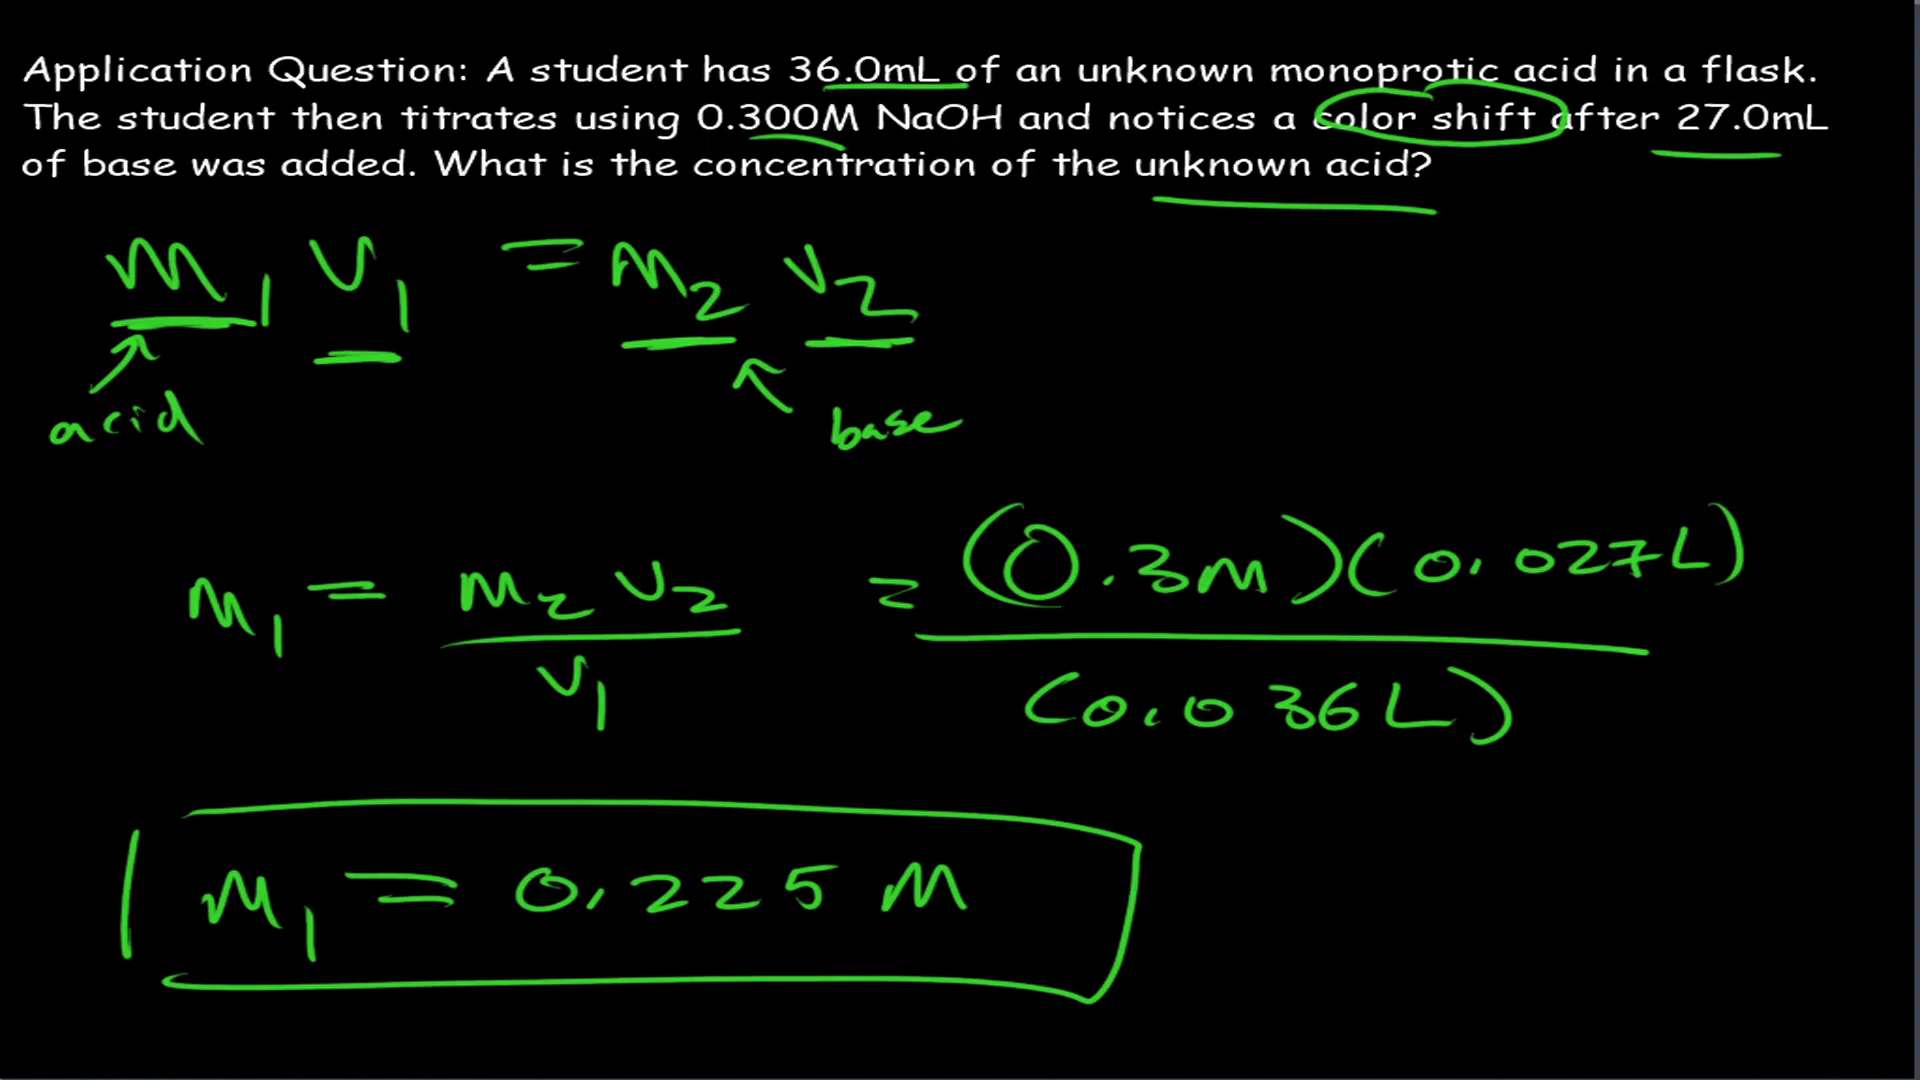 Application Question: A student has 36.0mL of an unknown monoprotic acid in a flask.
The student then titrates using 0.300M NaOH and notices a color shift after 27.0mL
of base was added. What is the concentration of the unknown acid?
M₁ V₁ = M₂ V₂
acid base
M₁ = M₂ V₂ / V₁ = (0.3M)(0.027L) / (0.036L)
M₁ = 0.225 M